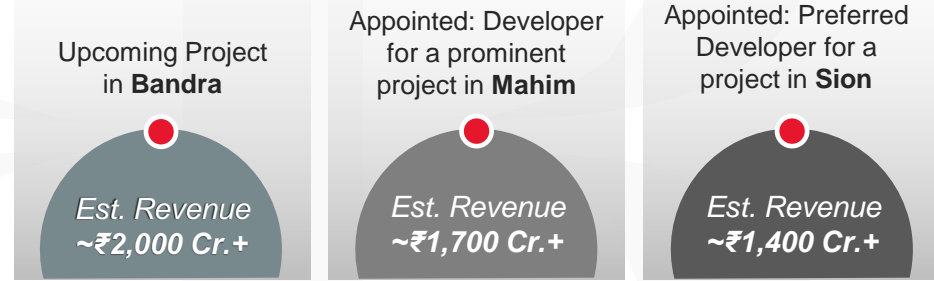 Upcoming Project
in Bandra
Est. Revenue
~₹2,000 Cr.+
Appointed: Developer
for a prominent
project in Mahim
Est. Revenue
~₹1,700 Cr.+
Appointed: Preferred
Developer for a
project in Sion
Est. Revenue
~₹1,400 Cr.+